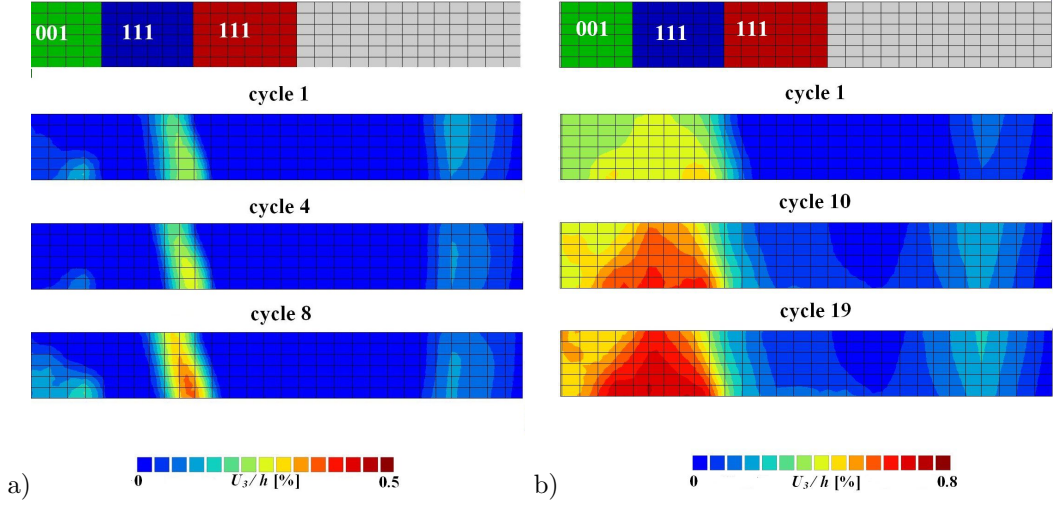 001 111 111
cycle 1
cycle 4
cycle 8
0 U₃/h [%] 0.5
a)
001 111 111
cycle 1
cycle 10
cycle 19
0 U₃/h [%] 0.8
b)